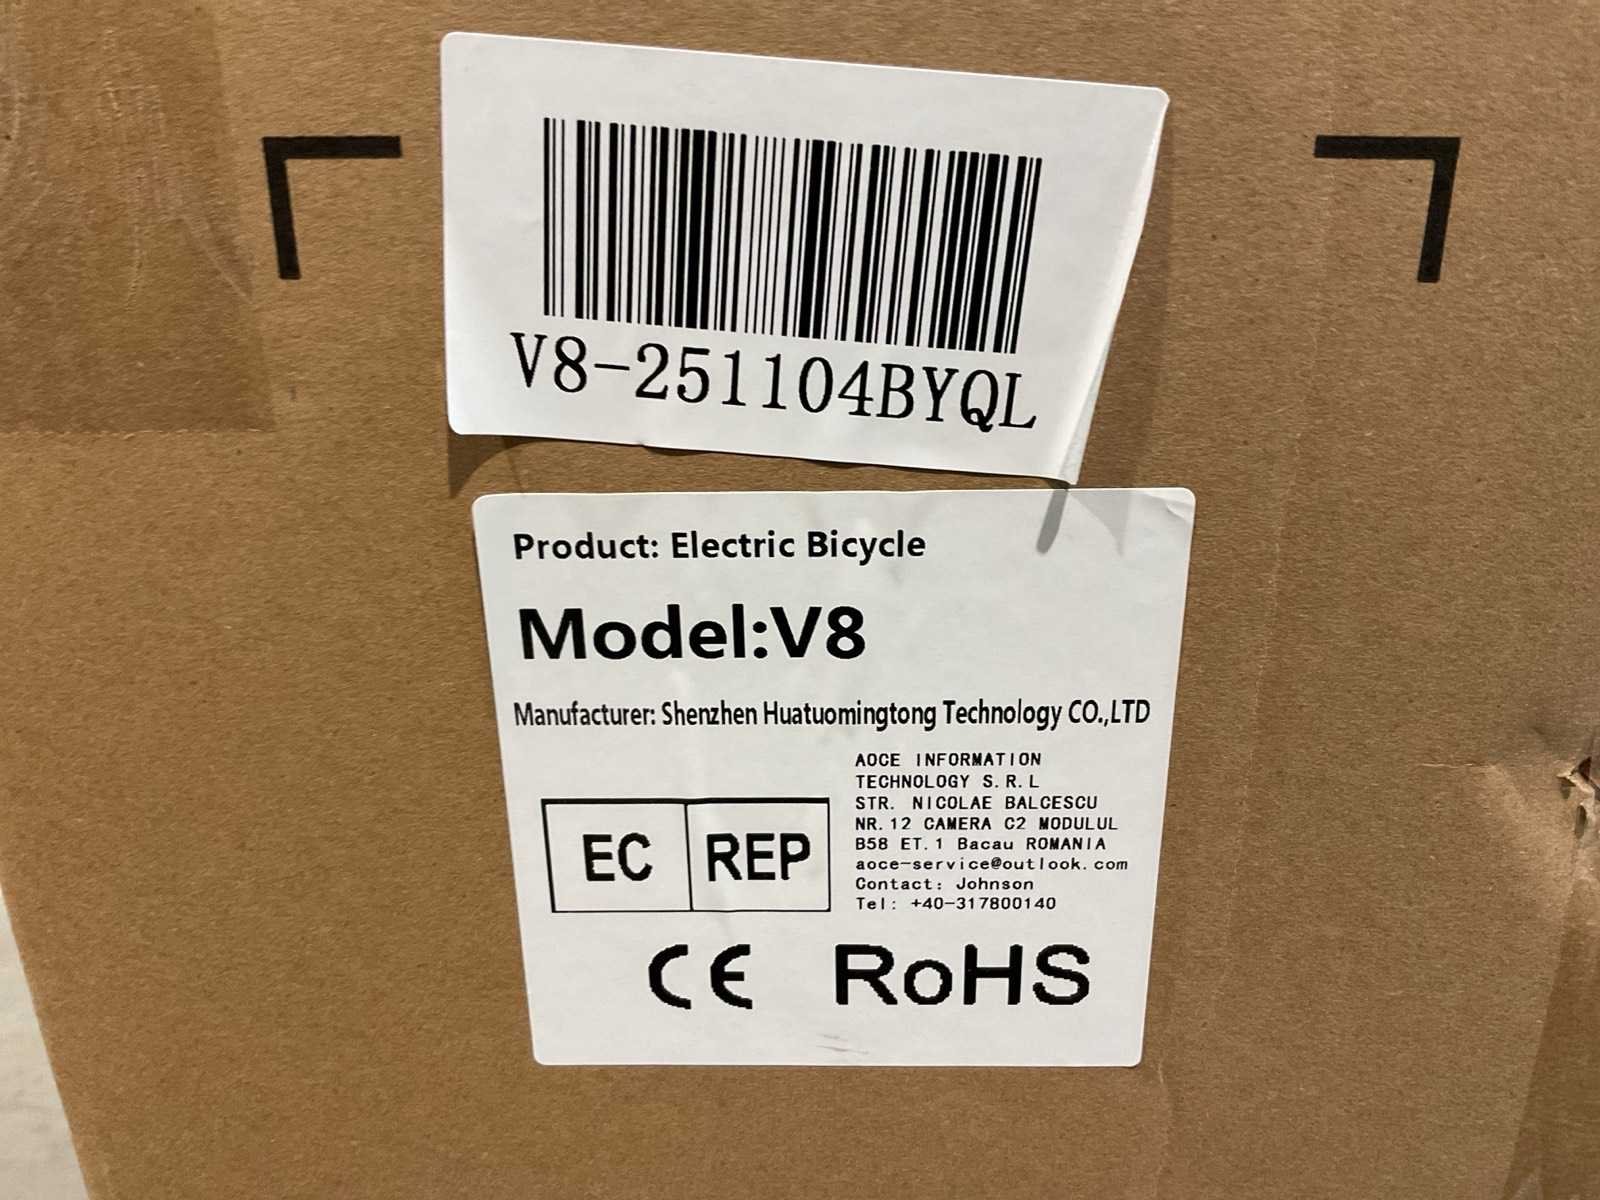 V8-251104BYQL
Product: Electric Bicycle
Model:V8
Manufacturer: Shenzhen Huatuomingtong Technology CO.,LTD
EC REP
AOCE INFORMATION
TECHNOLOGY S.R.L
STR. NICOLAE BALCESCU
NR.12 CAMERA C2 MODULUL
B58 ET.1 Bacau ROMANIA
aoce-service@outlook.com
Contact: Johnson
Tel: +40-317800140
CE RoHS